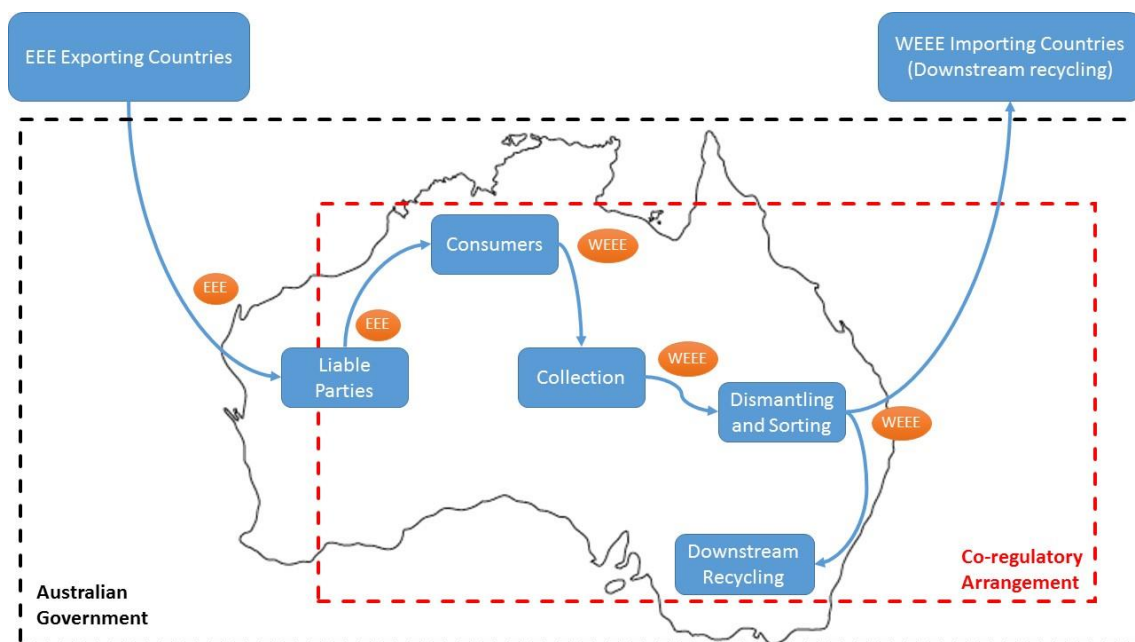 EEE Exporting Countries
WEEE Importing Countries
(Downstream recycling)
Consumers
WEEE
EEE
EEE
Liable
Parties
Collection
WEEE
Dismantling
and Sorting
WEEE
Downstream
Recycling
Co-regulatory
Arrangement
Australian
Government